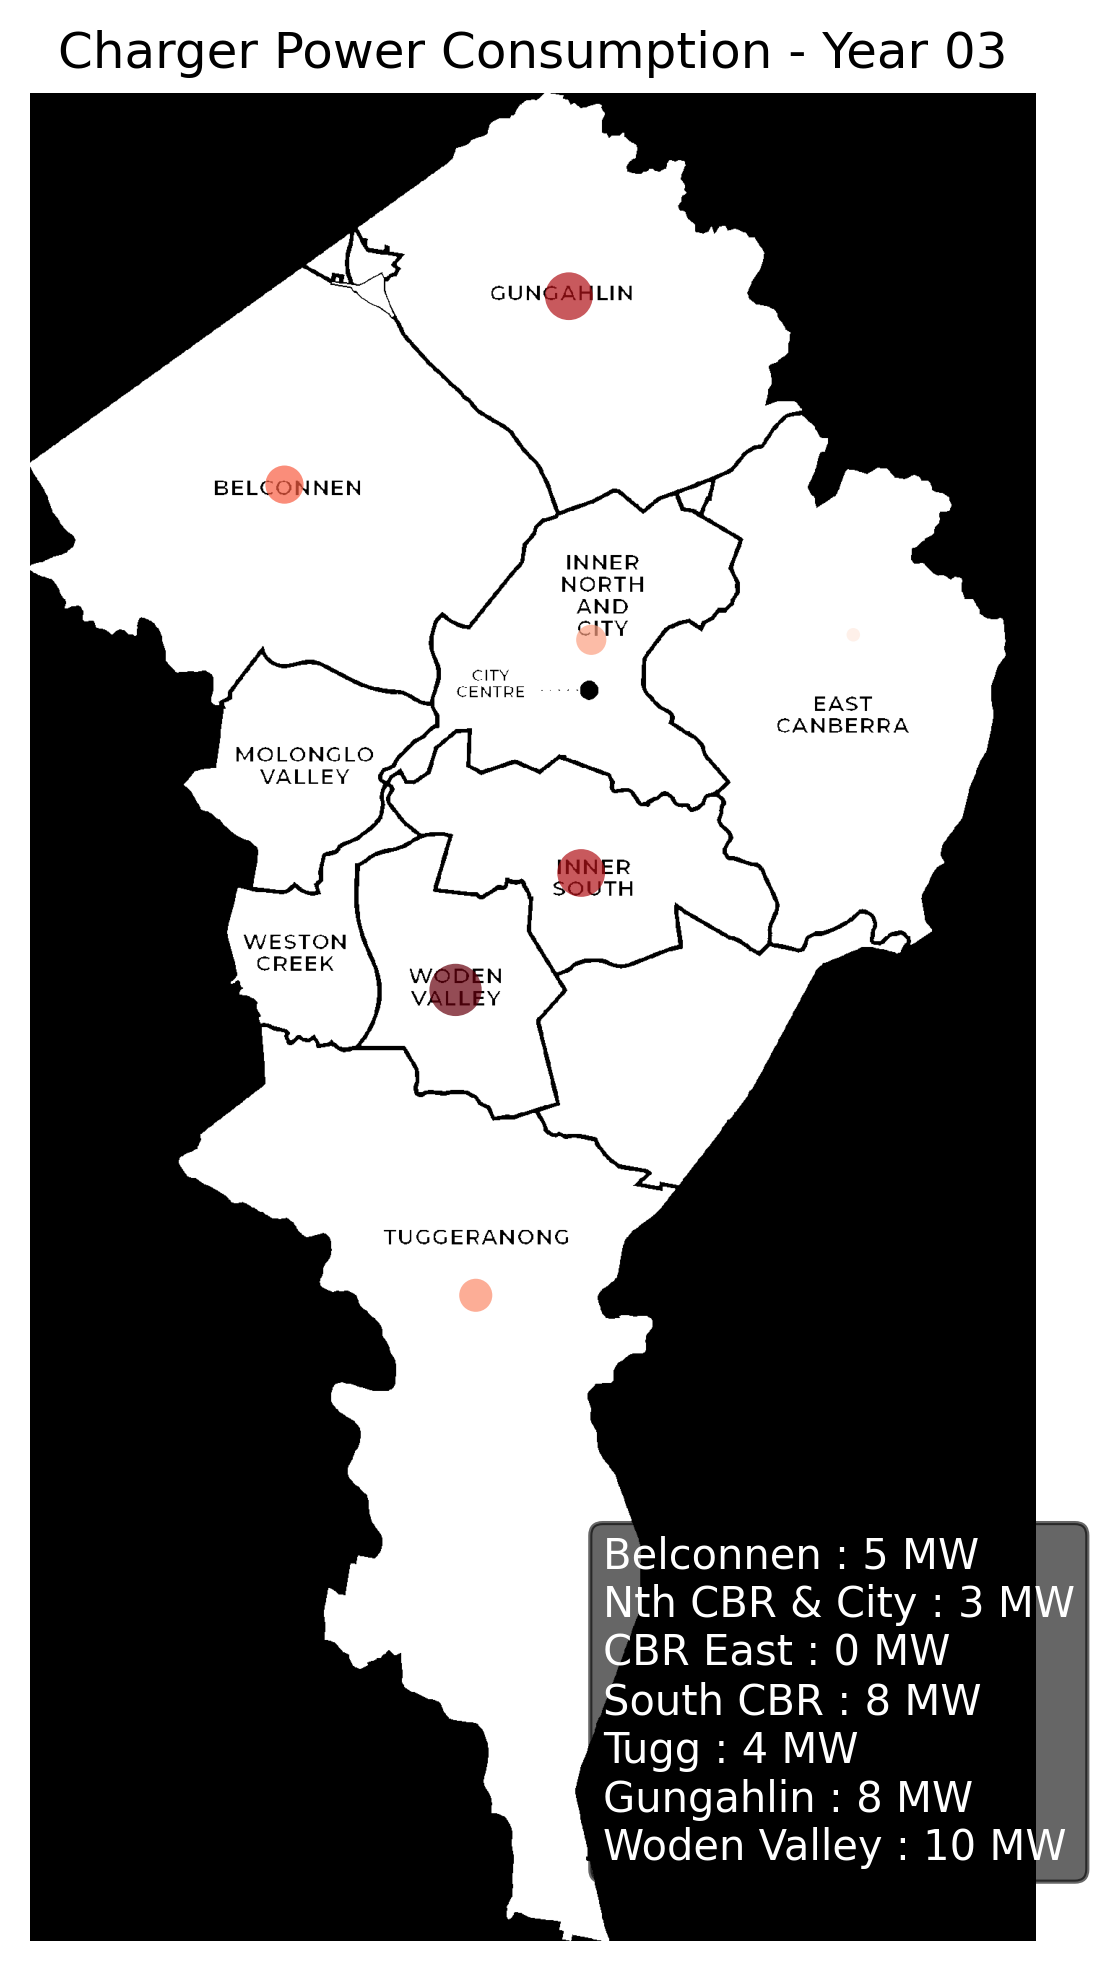 Charger Power Consumption - Year 03
GUNGAHLIN
BELCONNEN
INNER
NORTH
AND
CITY
CITY
CENTRE
EAST
CANBERRA
MOLONGLO
VALLEY
INNER
SOUTH
WESTON
CREEK
WODEN
VALLEY
TUGGERANONG
Belconnen : 5 MW
Nth CBR & City : 3 MW
CBR East : 0 MW
South CBR : 8 MW
Tugg : 4 MW
Gungahlin : 8 MW
Woden Valley : 10 MW